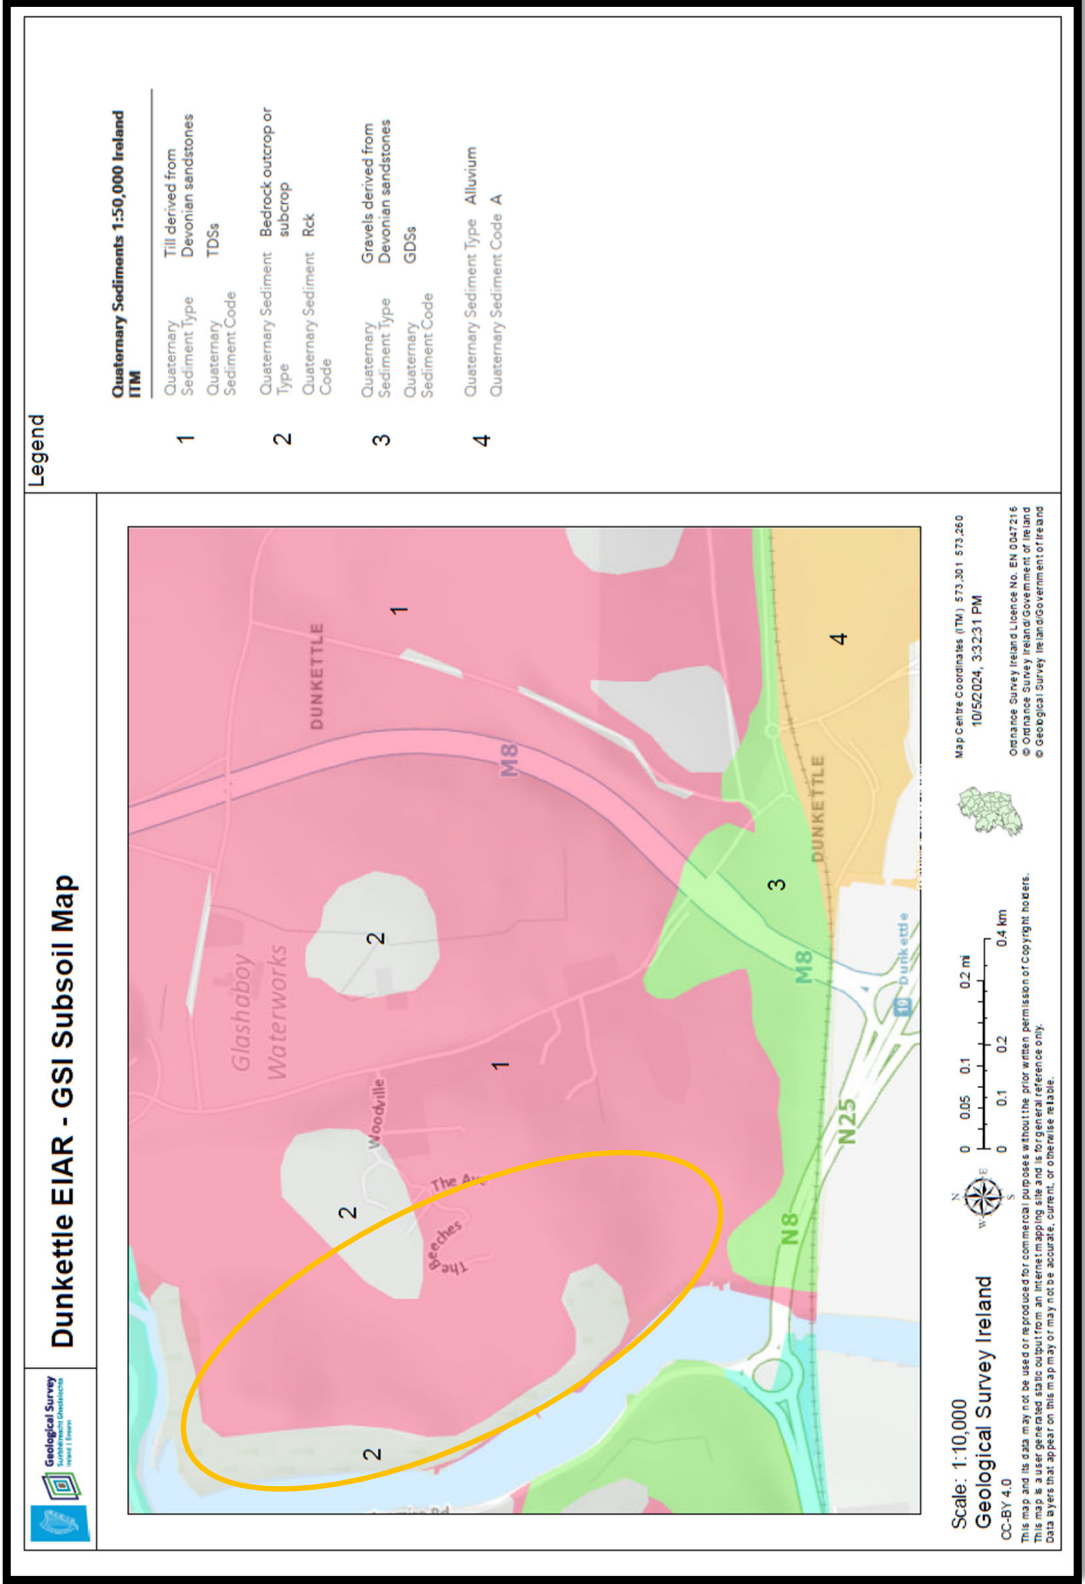 Geological Survey
Suirbhéireacht Gheolaíochta
Ireland | Éireann
Dunkettle EIAR - GSI Subsoil Map
Legend
Quaternary Sediments 1:50,000 Ireland
ITM
1
Quaternary Sediment Type
Till derived from Devonian sandstones
Quaternary Sediment Code
TDSs
2
Quaternary Sediment Type
Bedrock outcrop or subcrop
Quaternary Sediment Code
Rck
3
Quaternary Sediment Type
Gravels derived from Devonian sandstones
Quaternary Sediment Code
GDSs
4
Quaternary Sediment Type Alluvium
Quaternary Sediment Code A
Glashaboy
Waterworks
DUNKETTLE
1
M8
2
2
Woodville
1
The
The Beeches
2
DUNKETTLE
4
3
M8
19 Dunkettle
N25
N8
Scale: 1:10,000
Geological Survey Ireland
CC-BY 4.0
N
W
E
S
0 0.05 0.1 0.2 mi
0 0.1 0.2 0.4 km
Map Centre Coordinates (ITM) 573,301 573,260
10/5/2024, 3:32:31 PM
Ordnance Survey Ireland Licence No. EN 0047216
© Ordnance Survey Ireland/Government of Ireland
© Geological Survey Ireland/Government of Ireland
This map and its data may not be used or reproduced for commercial purposes without the prior written permission of Copyright holders.
This map is a user generated static output from an Internet mapping site and is for general reference only.
Data layers that appear on this map may or may not be accurate, current, or otherwise reliable.